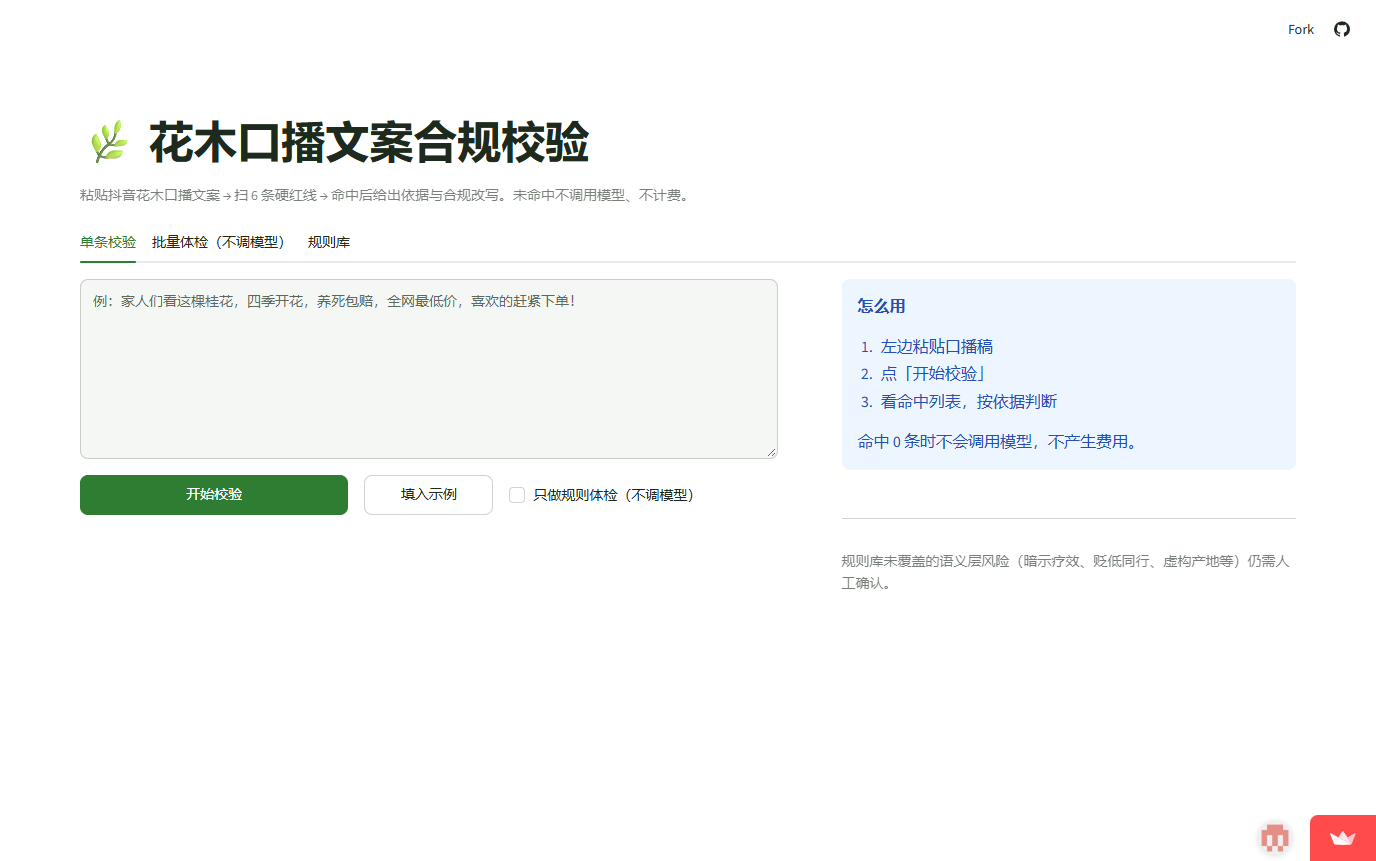 Fork
花木口播文案合规校验
粘贴抖音花木口播文案 → 扫 6 条硬红线 → 命中后给出依据与合规改写。未命中不调用模型、不计费。
单条校验 批量体检（不调模型） 规则库
例：家人们看这棵桂花，四季开花，养死包赔，全网最低价，喜欢的赶紧下单！
开始校验 填入示例 只做规则体检（不调模型）
怎么用
1. 左边粘贴口播稿
2. 点「开始校验」
3. 看命中列表，按依据判断
命中 0 条时不会调用模型，不产生费用。
规则库未覆盖的语义层风险（暗示疗效、贬低同行、虚构产地等）仍需人
工确认。